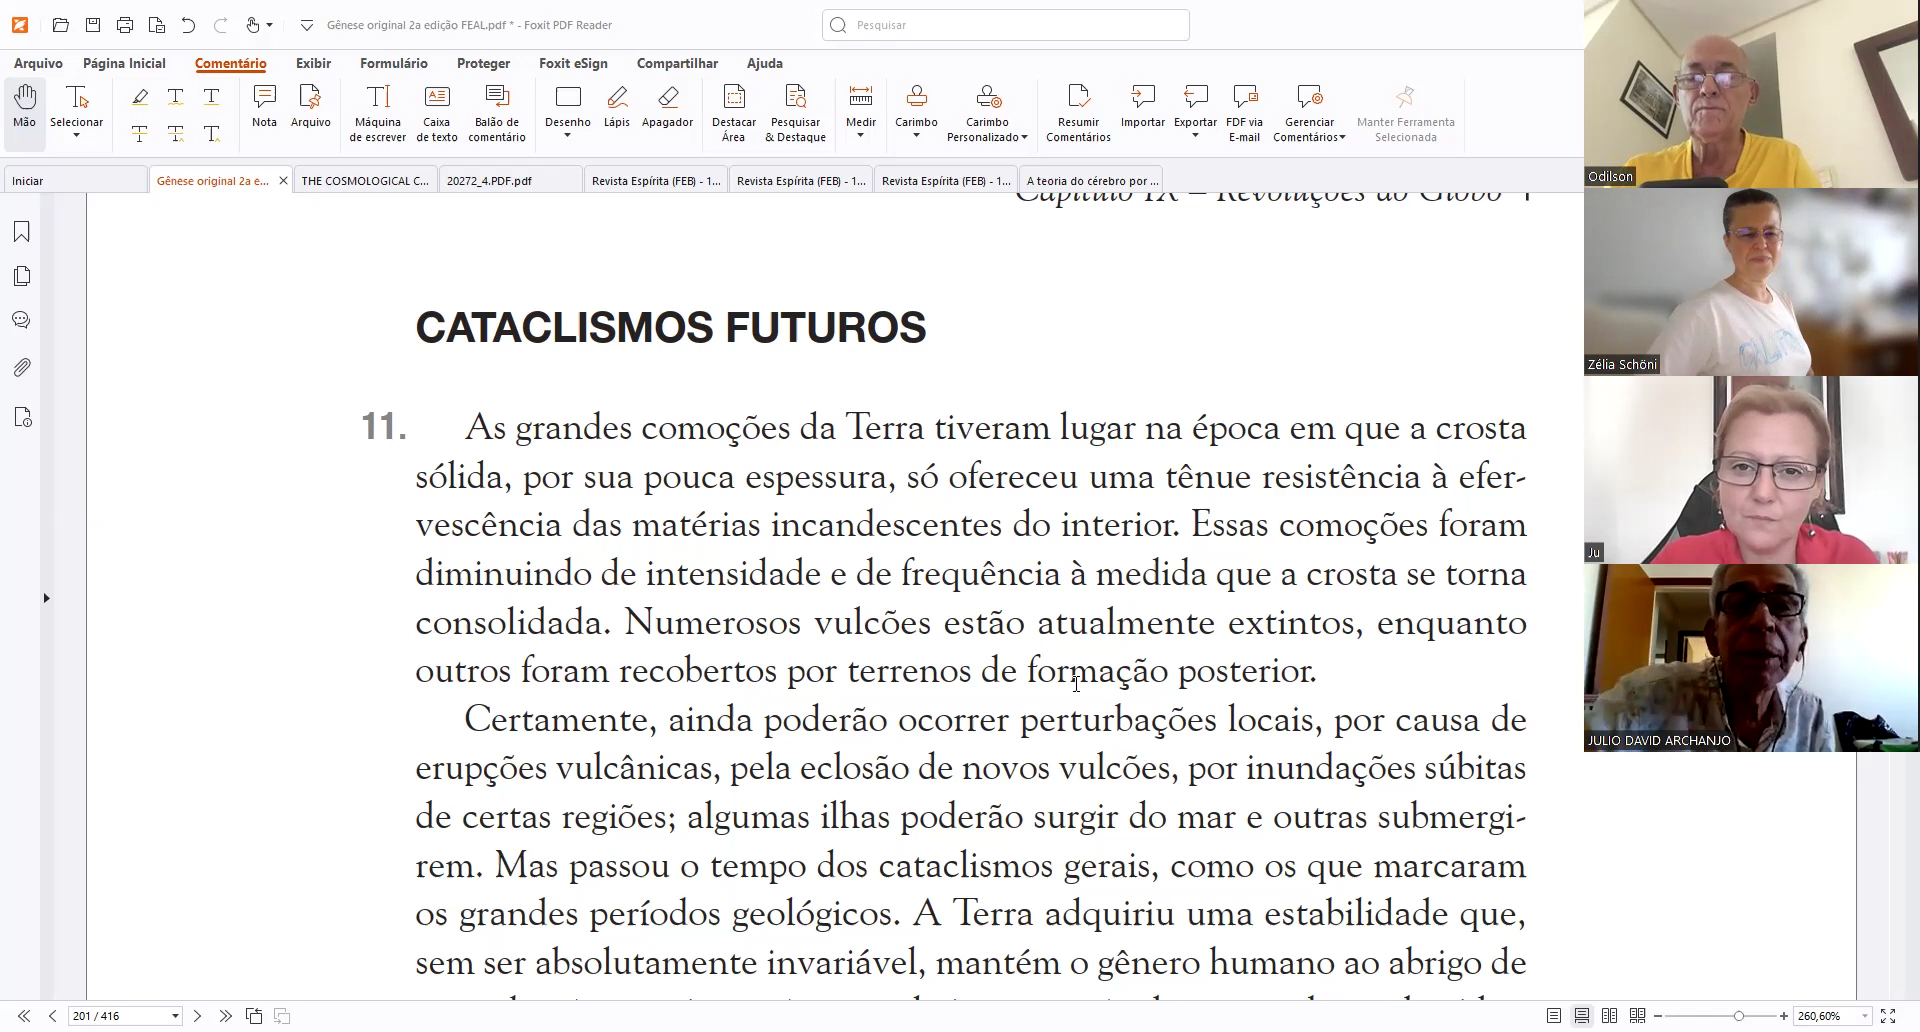 Gênese original 2a edição FEAL.pdf * - Foxit PDF Reader
Pesquisar
Arquivo Página Inicial Comentário Exibir Formulário Proteger Foxit eSign Compartilhar Ajuda
Mão
Selecionar
Nota
Arquivo
Máquina de escrever
Caixa de texto
Balão de comentário
Desenho
Lápis
Apagador
Destacar Área
Pesquisar & Destaque
Medir
Carimbo
Carimbo Personalizado
Resumir Comentários
Importar
Exportar
FDF via E-mail
Gerenciar Comentários
Manter Ferramenta Selecionada
Iniciar
Gênese original 2a e...
THE COSMOLOGICAL C...
20272_4.PDF.pdf
Revista Espírita (FEB) - 1...
Revista Espírita (FEB) - 1...
Revista Espírita (FEB) - 1...
A teoria do cérebro por ...
Capítulo IX – Revoluções do Globo
CATACLISMOS FUTUROS
11. As grandes comoções da Terra tiveram lugar na época em que a crosta
sólida, por sua pouca espessura, só ofereceu uma tênue resistência à efer-
vescência das matérias incandescentes do interior. Essas comoções foram
diminuindo de intensidade e de frequência à medida que a crosta se torna
consolidada. Numerosos vulcões estão atualmente extintos, enquanto
outros foram recobertos por terrenos de formação posterior.
Certamente, ainda poderão ocorrer perturbações locais, por causa de
erupções vulcânicas, pela eclosão de novos vulcões, por inundações súbitas
de certas regiões; algumas ilhas poderão surgir do mar e outras submergi-
rem. Mas passou o tempo dos cataclismos gerais, como os que marcaram
os grandes períodos geológicos. A Terra adquiriu uma estabilidade que,
sem ser absolutamente invariável, mantém o gênero humano ao abrigo de
201 / 416
260,60%
Odilson
Zélia Schöni
Ju
JULIO DAVID ARCHANJO